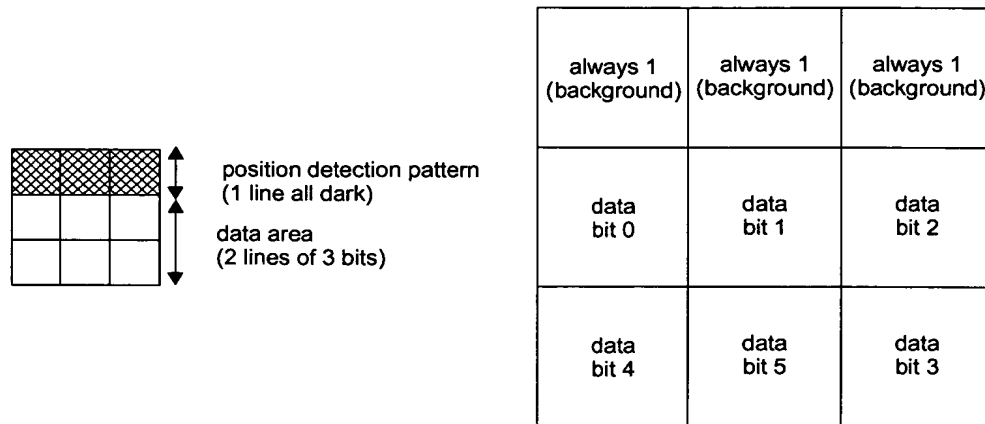 position detection pattern
(1 line all dark)
data area
(2 lines of 3 bits)
always 1
(background)
always 1
(background)
always 1
(background)
data
bit 0
data
bit 1
data
bit 2
data
bit 4
data
bit 5
data
bit 3